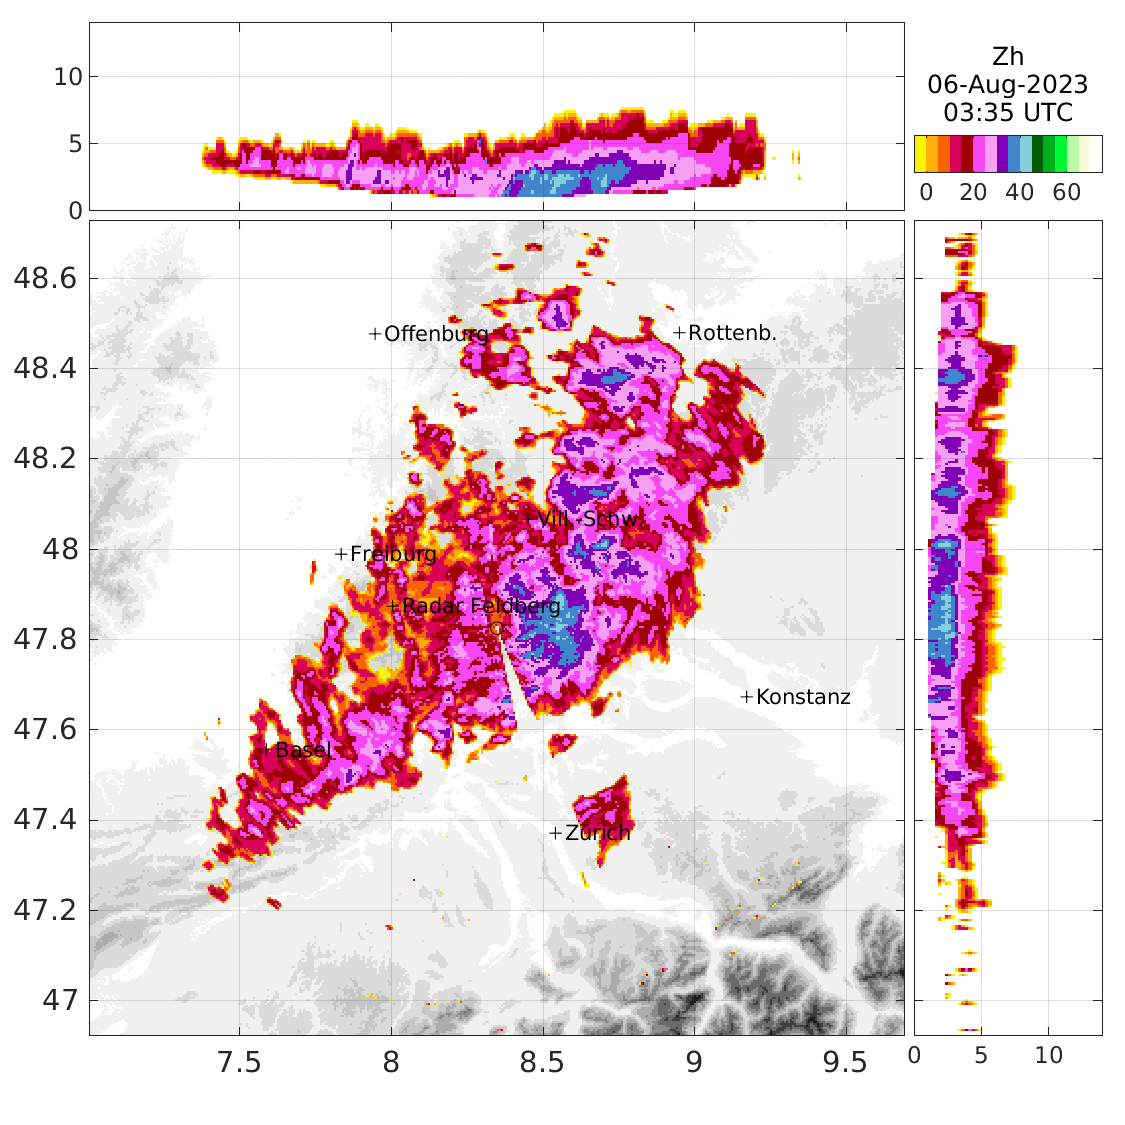 10
5
0
Zh
06-Aug-2023
03:35 UTC
0 20 40 60
48.6
48.4
48.2
48
47.8
47.6
47.4
47.2
47
+Offenburg
+Rottenb.
+Vill.-Schw.
+Freiburg
+Radar Feldberg
+Konstanz
+Basel
+Zürich
7.5 8 8.5 9 9.5
0 5 10